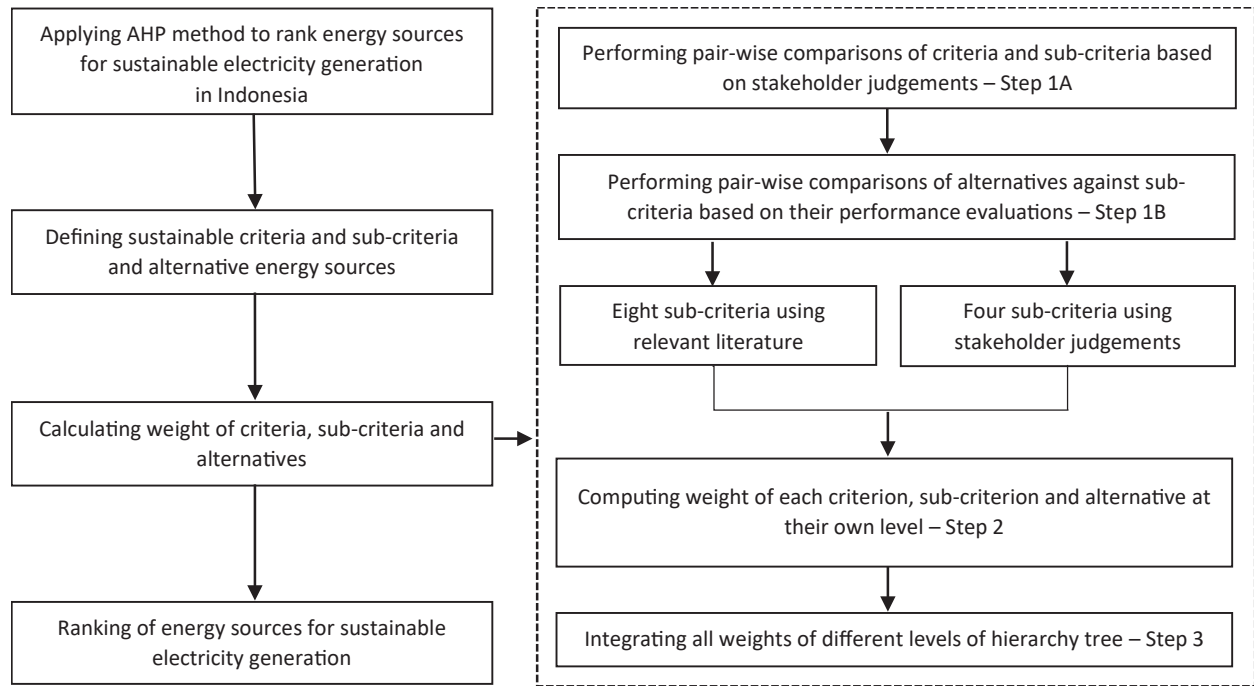 Applying AHP method to rank energy sources
for sustainable electricity generation
in Indonesia
Defining sustainable criteria and sub-criteria
and alternative energy sources
Calculating weight of criteria, sub-criteria and
alternatives
Ranking of energy sources for sustainable
electricity generation
Performing pair-wise comparisons of criteria and sub-criteria based
on stakeholder judgements – Step 1A
Performing pair-wise comparisons of alternatives against sub-
criteria based on their performance evaluations – Step 1B
Eight sub-criteria using
relevant literature
Four sub-criteria using
stakeholder judgements
Computing weight of each criterion, sub-criterion and alternative at
their own level – Step 2
Integrating all weights of different levels of hierarchy tree – Step 3